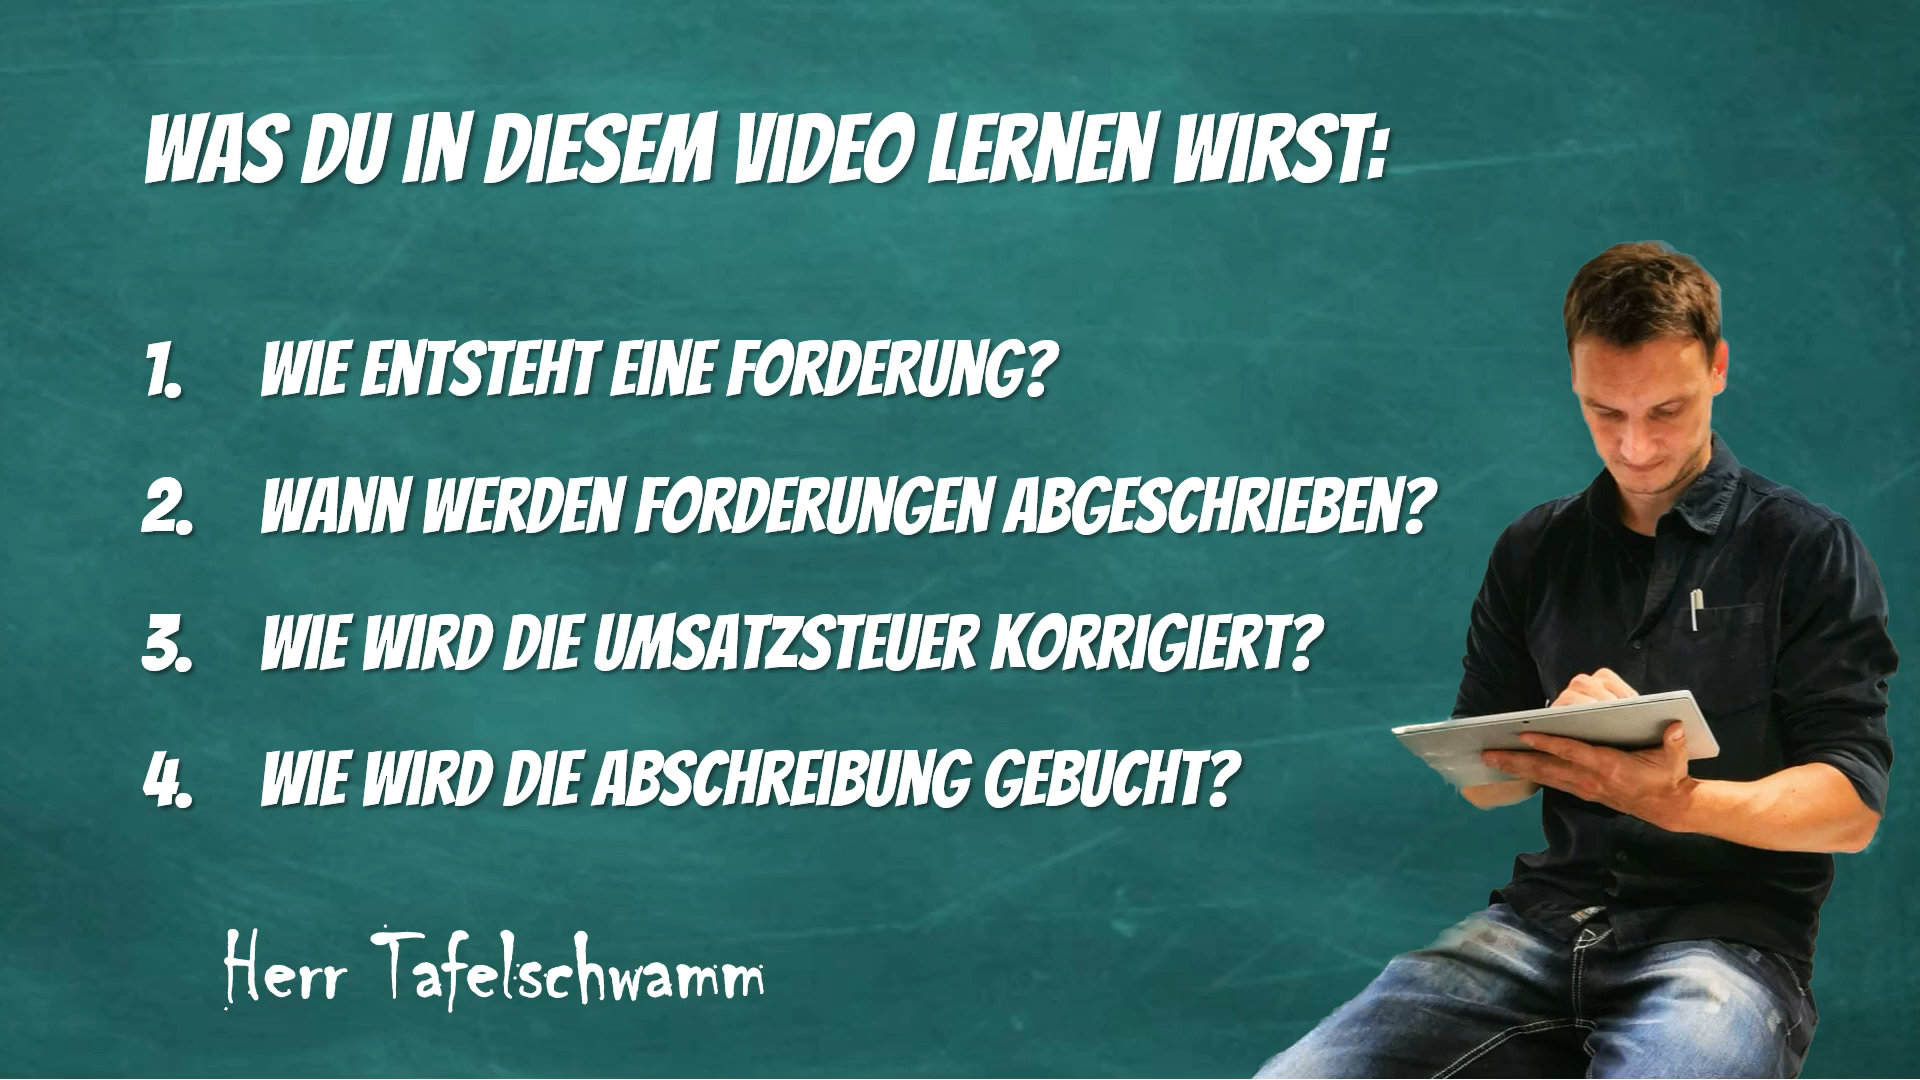 WAS DU IN DIESEM VIDEO LERNEN WIRST:
1. WIE ENTSTEHT EINE FORDERUNG?
2. WANN WERDEN FORDERUNGEN ABGESCHRIEBEN?
3. WIE WIRD DIE UMSATZSTEUER KORRIGIERT?
4. WIE WIRD DIE ABSCHREIBUNG GEBUCHT?
Herr Tafelschwamm